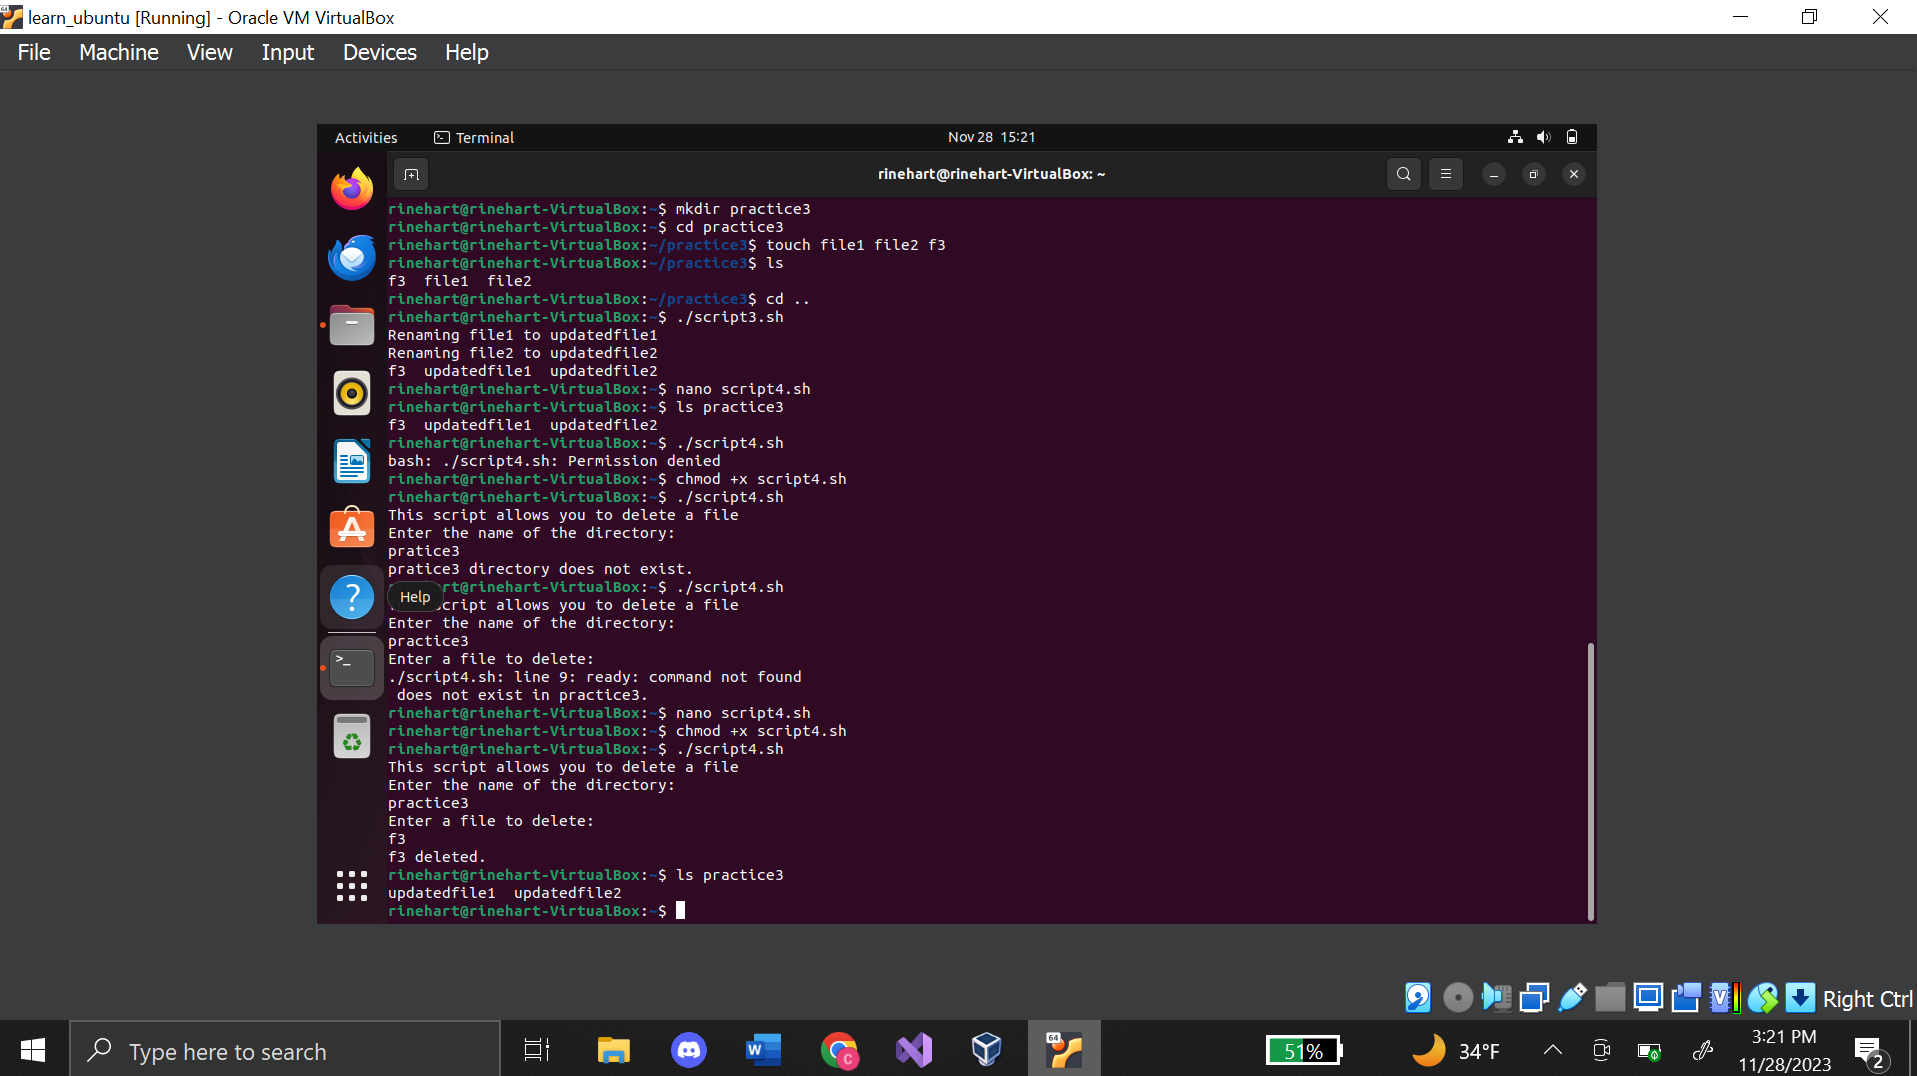 learn_ubuntu [Running] - Oracle VM VirtualBox
File Machine View Input Devices Help
Activities Terminal Nov 28 15:21
rinehart@rinehart-VirtualBox: ~
rinehart@rinehart-VirtualBox:~$ mkdir practice3
rinehart@rinehart-VirtualBox:~$ cd practice3
rinehart@rinehart-VirtualBox:~/practice3$ touch file1 file2 f3
rinehart@rinehart-VirtualBox:~/practice3$ ls
f3  file1  file2
rinehart@rinehart-VirtualBox:~/practice3$ cd ..
rinehart@rinehart-VirtualBox:~$ ./script3.sh
Renaming file1 to updatedfile1
Renaming file2 to updatedfile2
f3  updatedfile1  updatedfile2
rinehart@rinehart-VirtualBox:~$ nano script4.sh
rinehart@rinehart-VirtualBox:~$ ls practice3
f3  updatedfile1  updatedfile2
rinehart@rinehart-VirtualBox:~$ ./script4.sh
bash: ./script4.sh: Permission denied
rinehart@rinehart-VirtualBox:~$ chmod +x script4.sh
rinehart@rinehart-VirtualBox:~$ ./script4.sh
This script allows you to delete a file
Enter the name of the directory:
pratice3
pratice3 directory does not exist.
rt@rinehart-VirtualBox:~$ ./script4.sh
Help
cript allows you to delete a file
Enter the name of the directory:
practice3
Enter a file to delete:
./script4.sh: line 9: ready: command not found
 does not exist in practice3.
rinehart@rinehart-VirtualBox:~$ nano script4.sh
rinehart@rinehart-VirtualBox:~$ chmod +x script4.sh
rinehart@rinehart-VirtualBox:~$ ./script4.sh
This script allows you to delete a file
Enter the name of the directory:
practice3
Enter a file to delete:
f3
f3 deleted.
rinehart@rinehart-VirtualBox:~$ ls practice3
updatedfile1  updatedfile2
rinehart@rinehart-VirtualBox:~$
Right Ctrl
Type here to search
51%
34°F
3:21 PM
11/28/2023
2